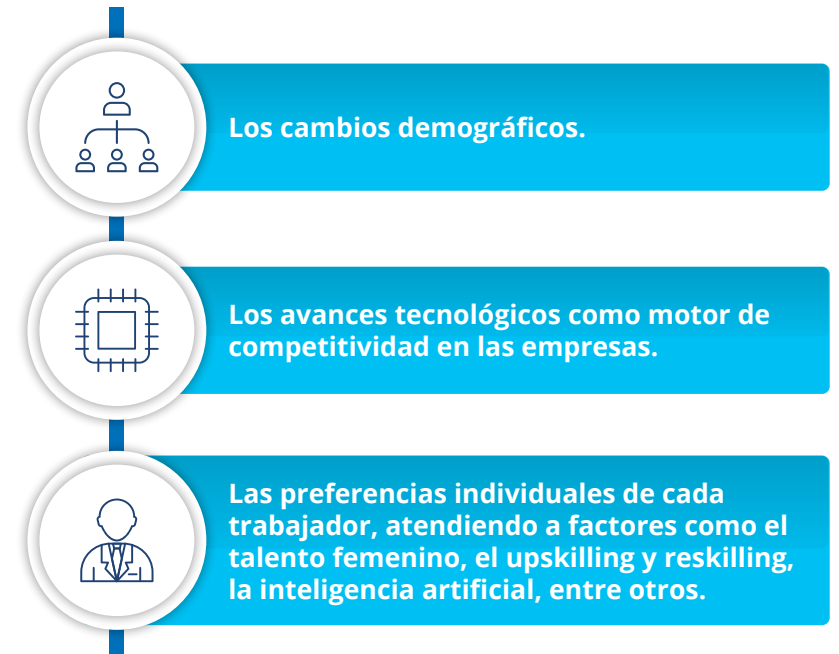 Los cambios demográficos.
Los avances tecnológicos como motor de
competitividad en las empresas.
Las preferencias individuales de cada
trabajador, atendiendo a factores como el
talento femenino, el upskilling y reskilling,
la inteligencia artificial, entre otros.